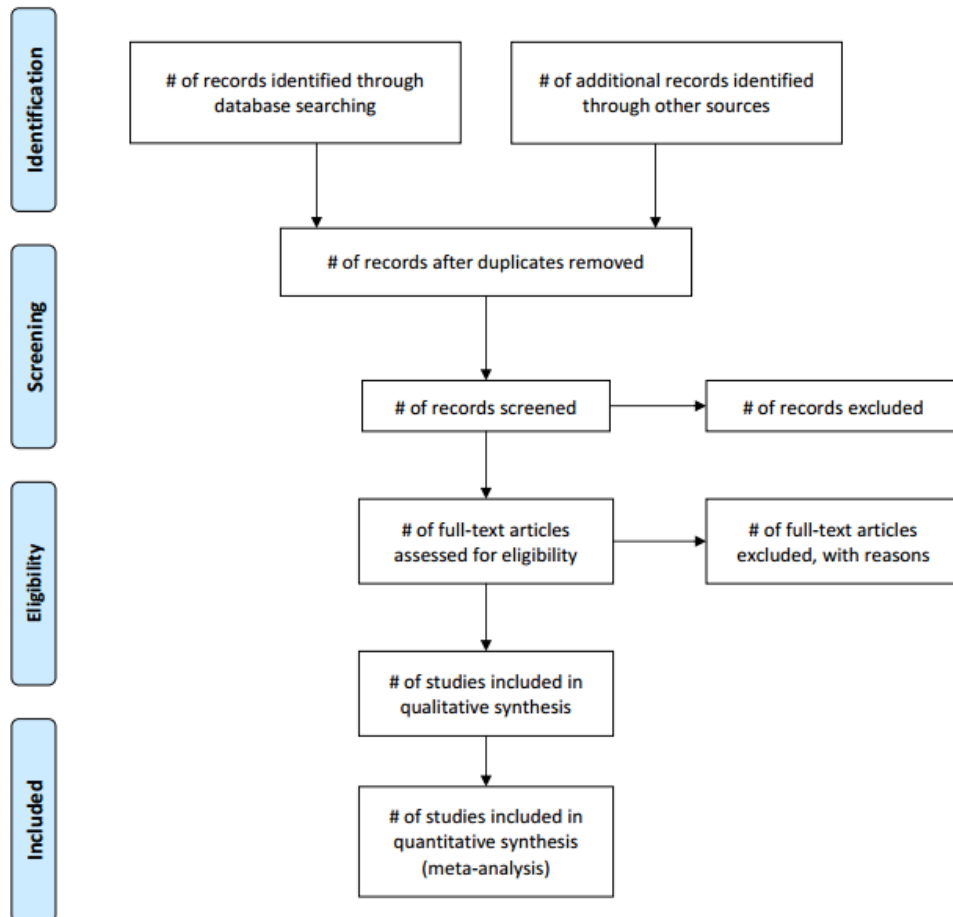 Identification
# of records identified through
database searching
# of additional records identified
through other sources
Screening
# of records after duplicates removed
# of records screened
# of records excluded
Eligibility
# of full-text articles
assessed for eligibility
# of full-text articles
excluded, with reasons
# of studies included in
qualitative synthesis
Included
# of studies included in
quantitative synthesis
(meta-analysis)